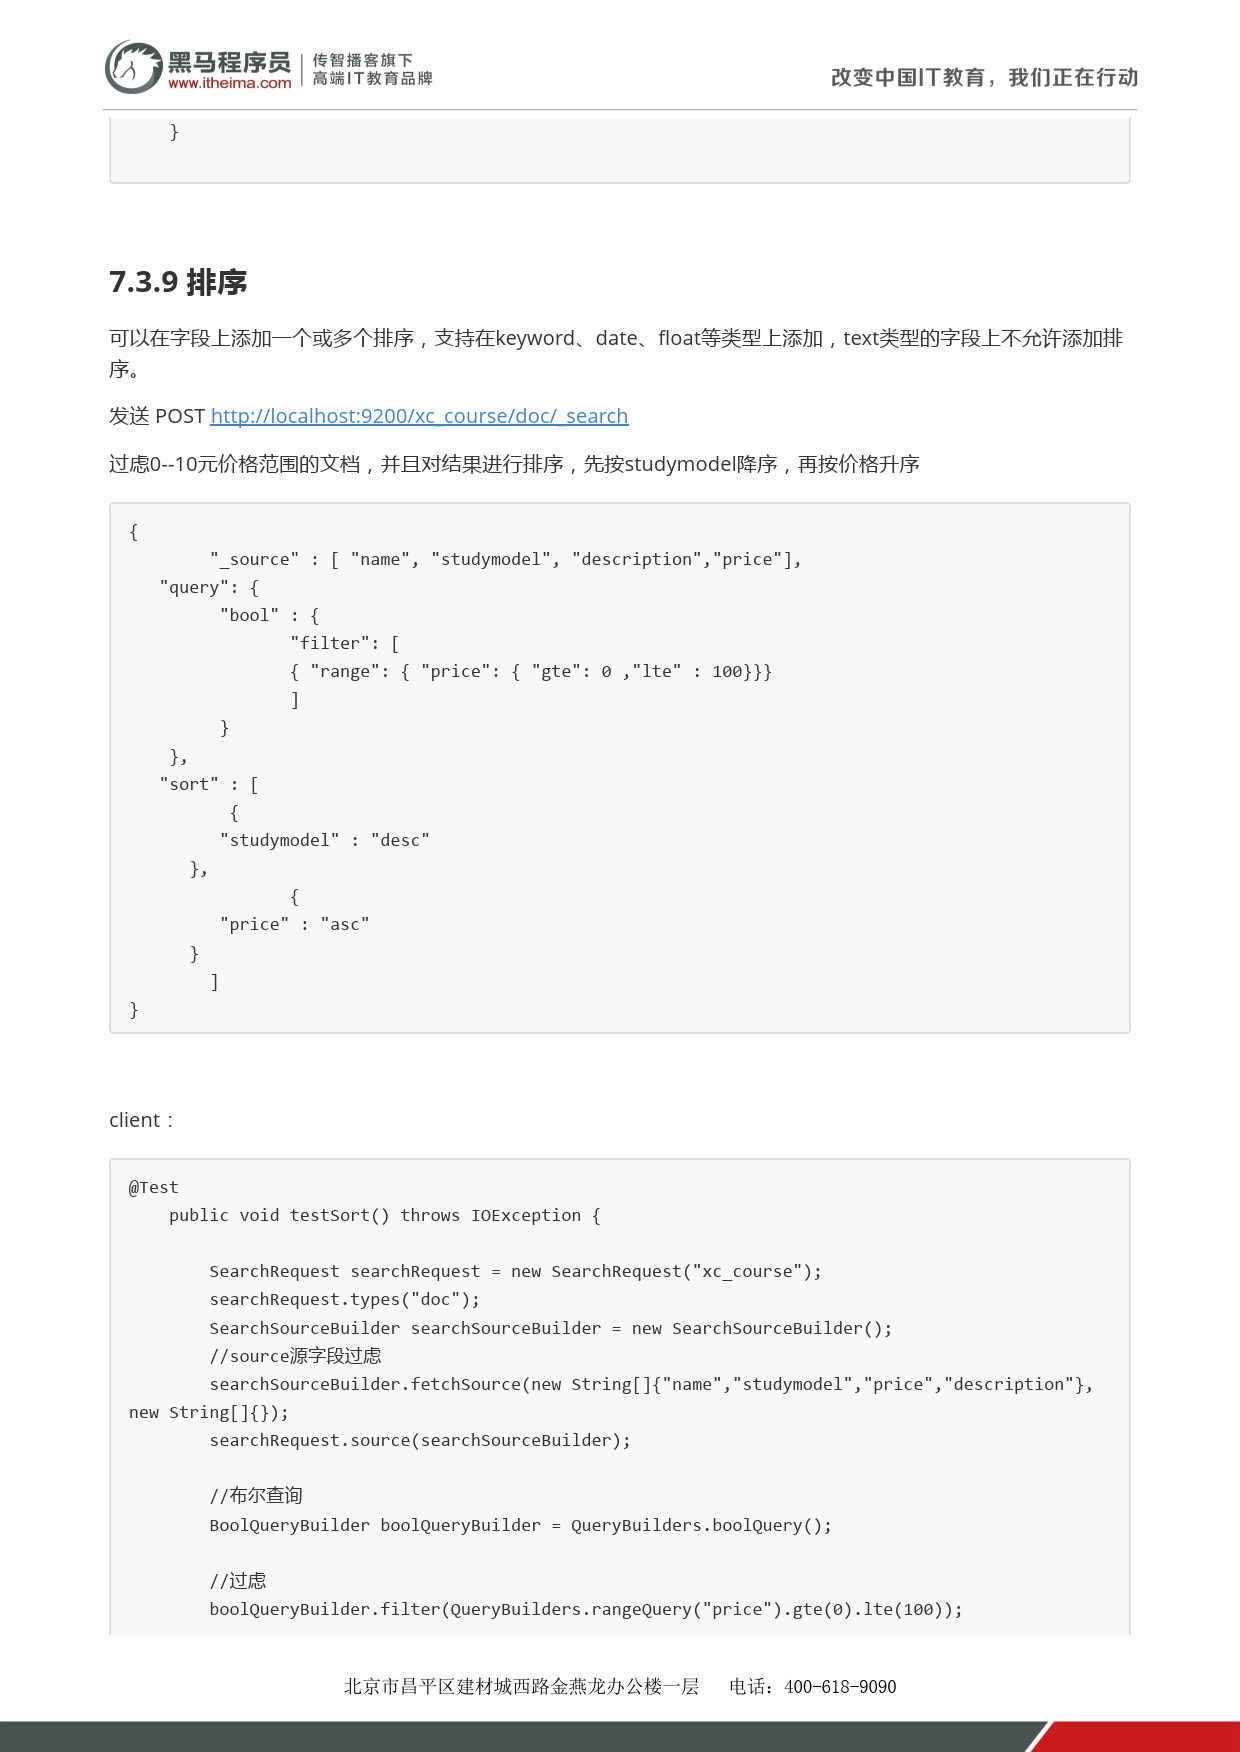 黑马程序员
www.itheima.com
传智播客旗下
高端IT教育品牌
改变中国IT教育，我们正在行动
    }
7.3.9 排序
可以在字段上添加一个或多个排序，支持在keyword、date、float等类型上添加，text类型的字段上不允许添加排
序。
发送 POST http://localhost:9200/xc_course/doc/_search
过虑0--10元价格范围的文档，并且对结果进行排序，先按studymodel降序，再按价格升序
{
        "_source" : [ "name", "studymodel", "description","price"],
   "query": {
         "bool" : {
                "filter": [
                { "range": { "price": { "gte": 0 ,"lte" : 100}}}
                ]
         }
    },
   "sort" : [
          {
         "studymodel" : "desc"
      },
                {
         "price" : "asc"
      }
        ]
}
client：
@Test
    public void testSort() throws IOException {
        SearchRequest searchRequest = new SearchRequest("xc_course");
        searchRequest.types("doc");
        SearchSourceBuilder searchSourceBuilder = new SearchSourceBuilder();
        //source源字段过虑
        searchSourceBuilder.fetchSource(new String[]{"name","studymodel","price","description"},
new String[]{});
        searchRequest.source(searchSourceBuilder);
        //布尔查询
        BoolQueryBuilder boolQueryBuilder = QueryBuilders.boolQuery();
        //过虑
        boolQueryBuilder.filter(QueryBuilders.rangeQuery("price").gte(0).lte(100));
北京市昌平区建材城西路金燕龙办公楼一层 电话：400-618-9090